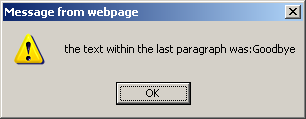 Message from webpage
the text within the last paragraph was:Goodbye
OK